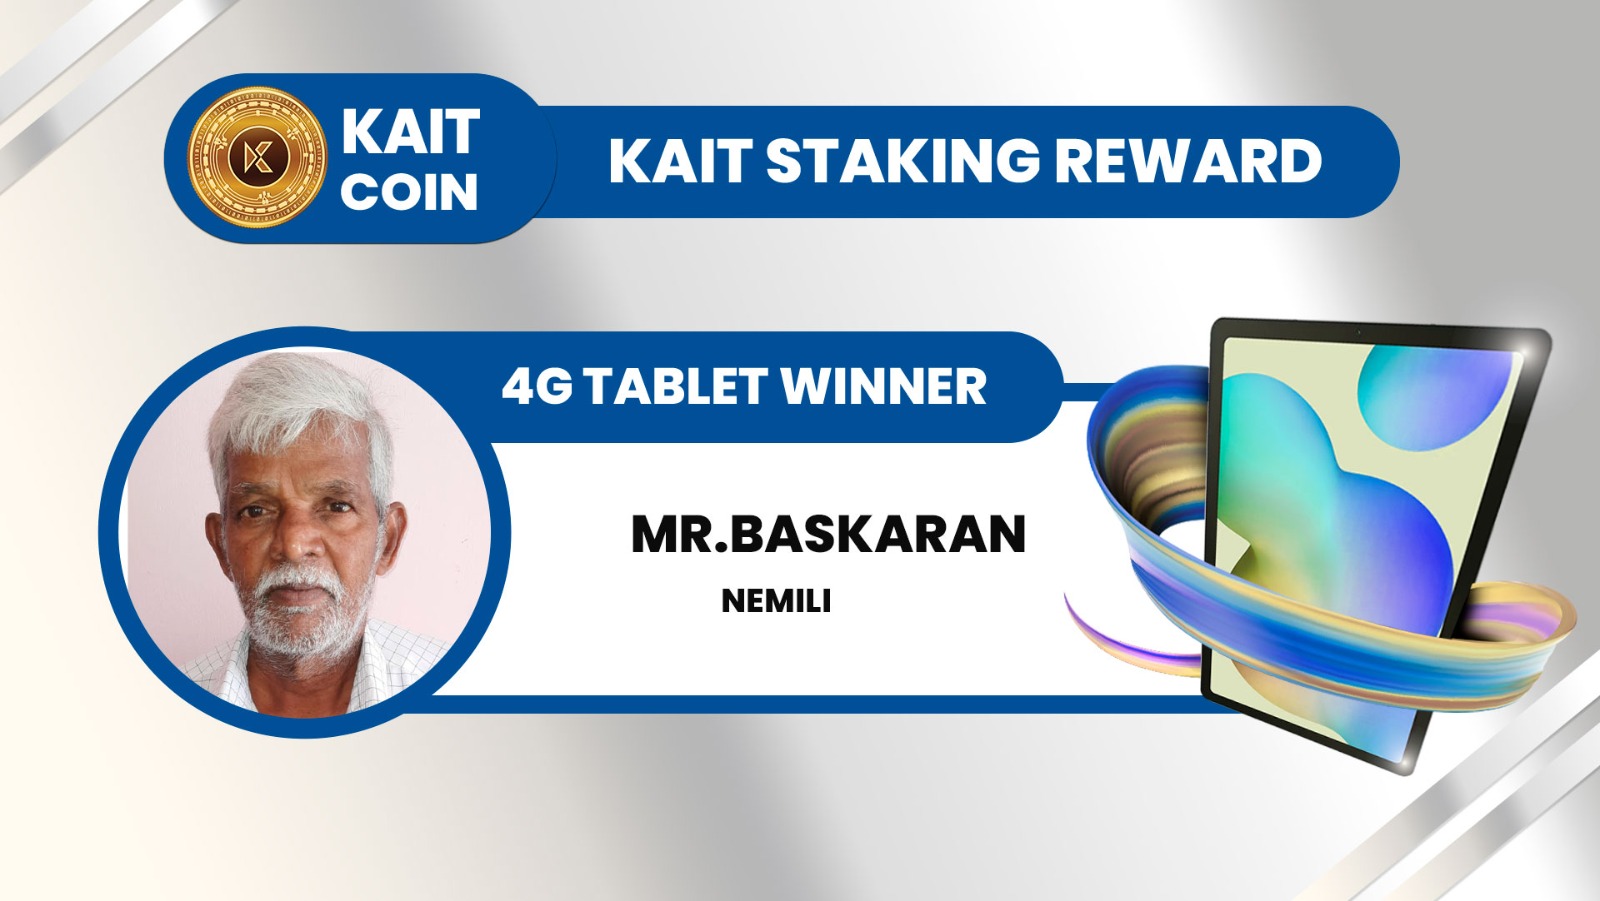 KAIT
COIN
KAIT STAKING REWARD
4G TABLET WINNER
MR.BASKARAN
NEMILI